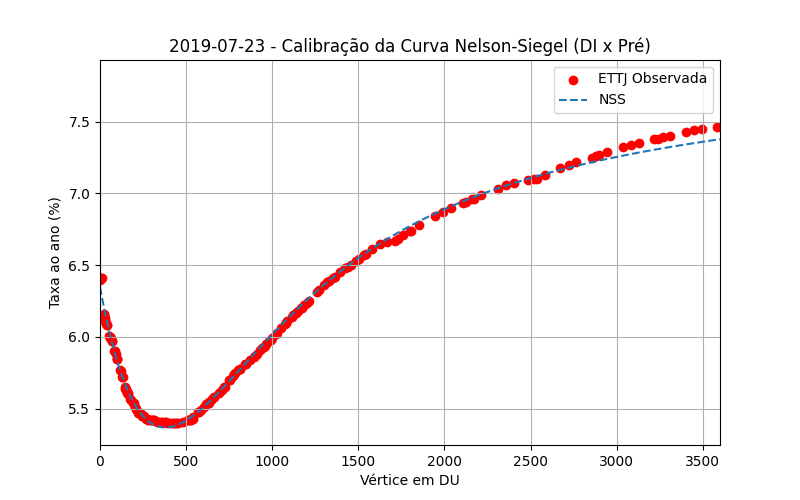 2019-07-23 - Calibração da Curva Nelson-Siegel (DI x Pré)
ETTJ Observada
NSS
Taxa ao ano (%)
7.5
7.0
6.5
6.0
5.5
0 500 1000 1500 2000 2500 3000 3500
Vértice em DU